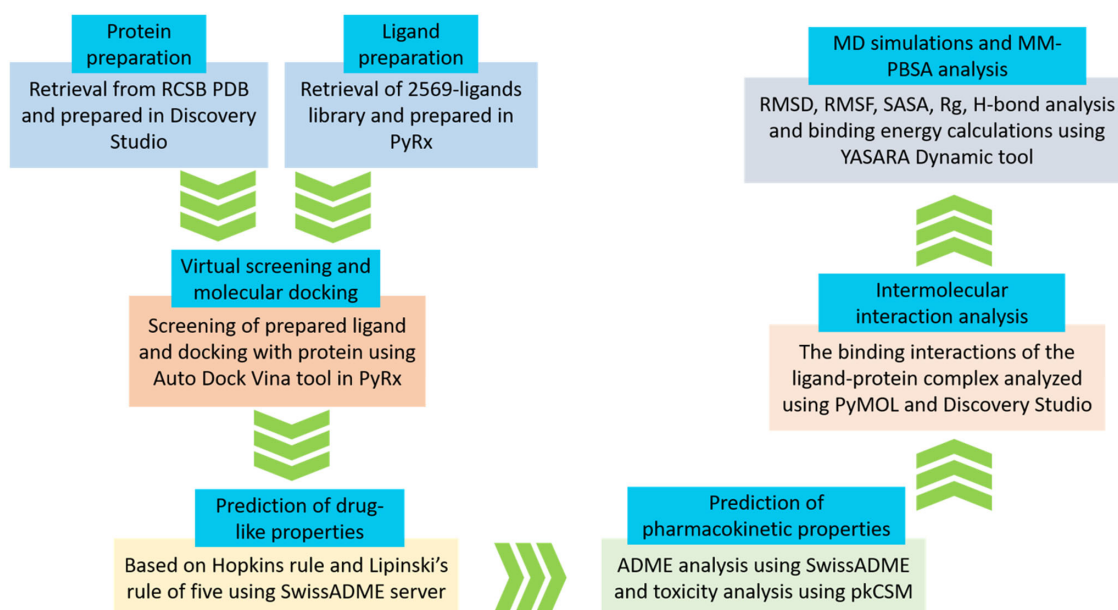 Protein
preparation
Retrieval from RCSB PDB
and prepared in Discovery
Studio
Ligand
preparation
Retrieval of 2569-ligands
library and prepared in
PyRx
Virtual screening and
molecular docking
Screening of prepared ligand
and docking with protein using
Auto Dock Vina tool in PyRx
Prediction of drug-
like properties
Based on Hopkins rule and Lipinski’s
rule of five using SwissADME server
Prediction of
pharmacokinetic properties
ADME analysis using SwissADME
and toxicity analysis using pkCSM
Intermolecular
interaction analysis
The binding interactions of the
ligand-protein complex analyzed
using PyMOL and Discovery Studio
MD simulations and MM-
PBSA analysis
RMSD, RMSF, SASA, Rg, H-bond analysis
and binding energy calculations using
YASARA Dynamic tool